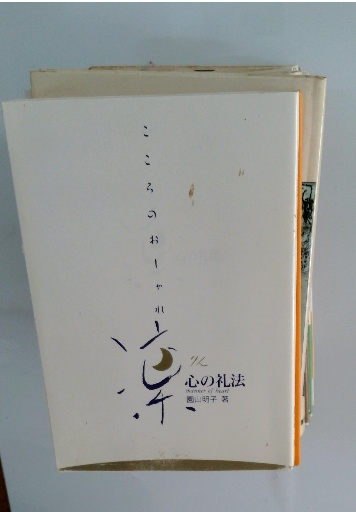 こころのおしゃれ
楽
心の礼法
manner of heart
園山明子 著